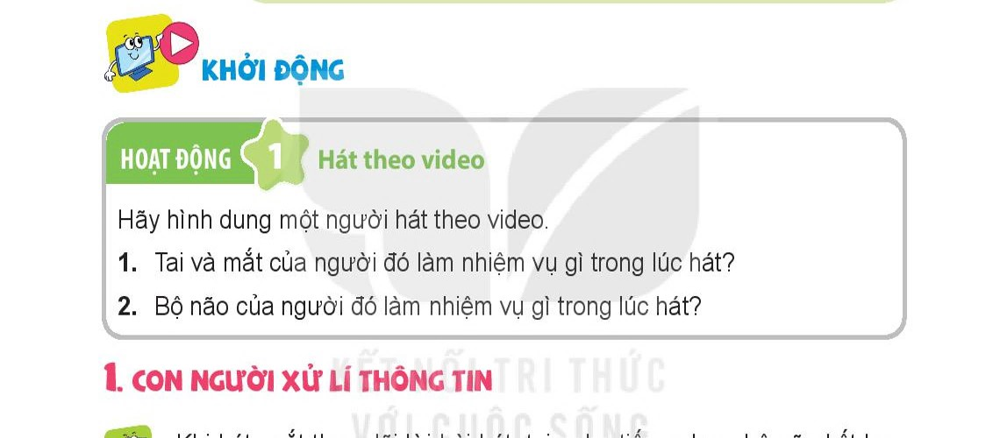 KHỞI ĐỘNG
HOẠT ĐỘNG 1 Hát theo video
Hãy hình dung một người hát theo video.
1. Tai và mắt của người đó làm nhiệm vụ gì trong lúc hát?
2. Bộ não của người đó làm nhiệm vụ gì trong lúc hát?
KẾT NỐI TRI THỨC
1. CON NGƯỜI XỬ LÍ THÔNG TIN
VỚI CUỘC SỐNG